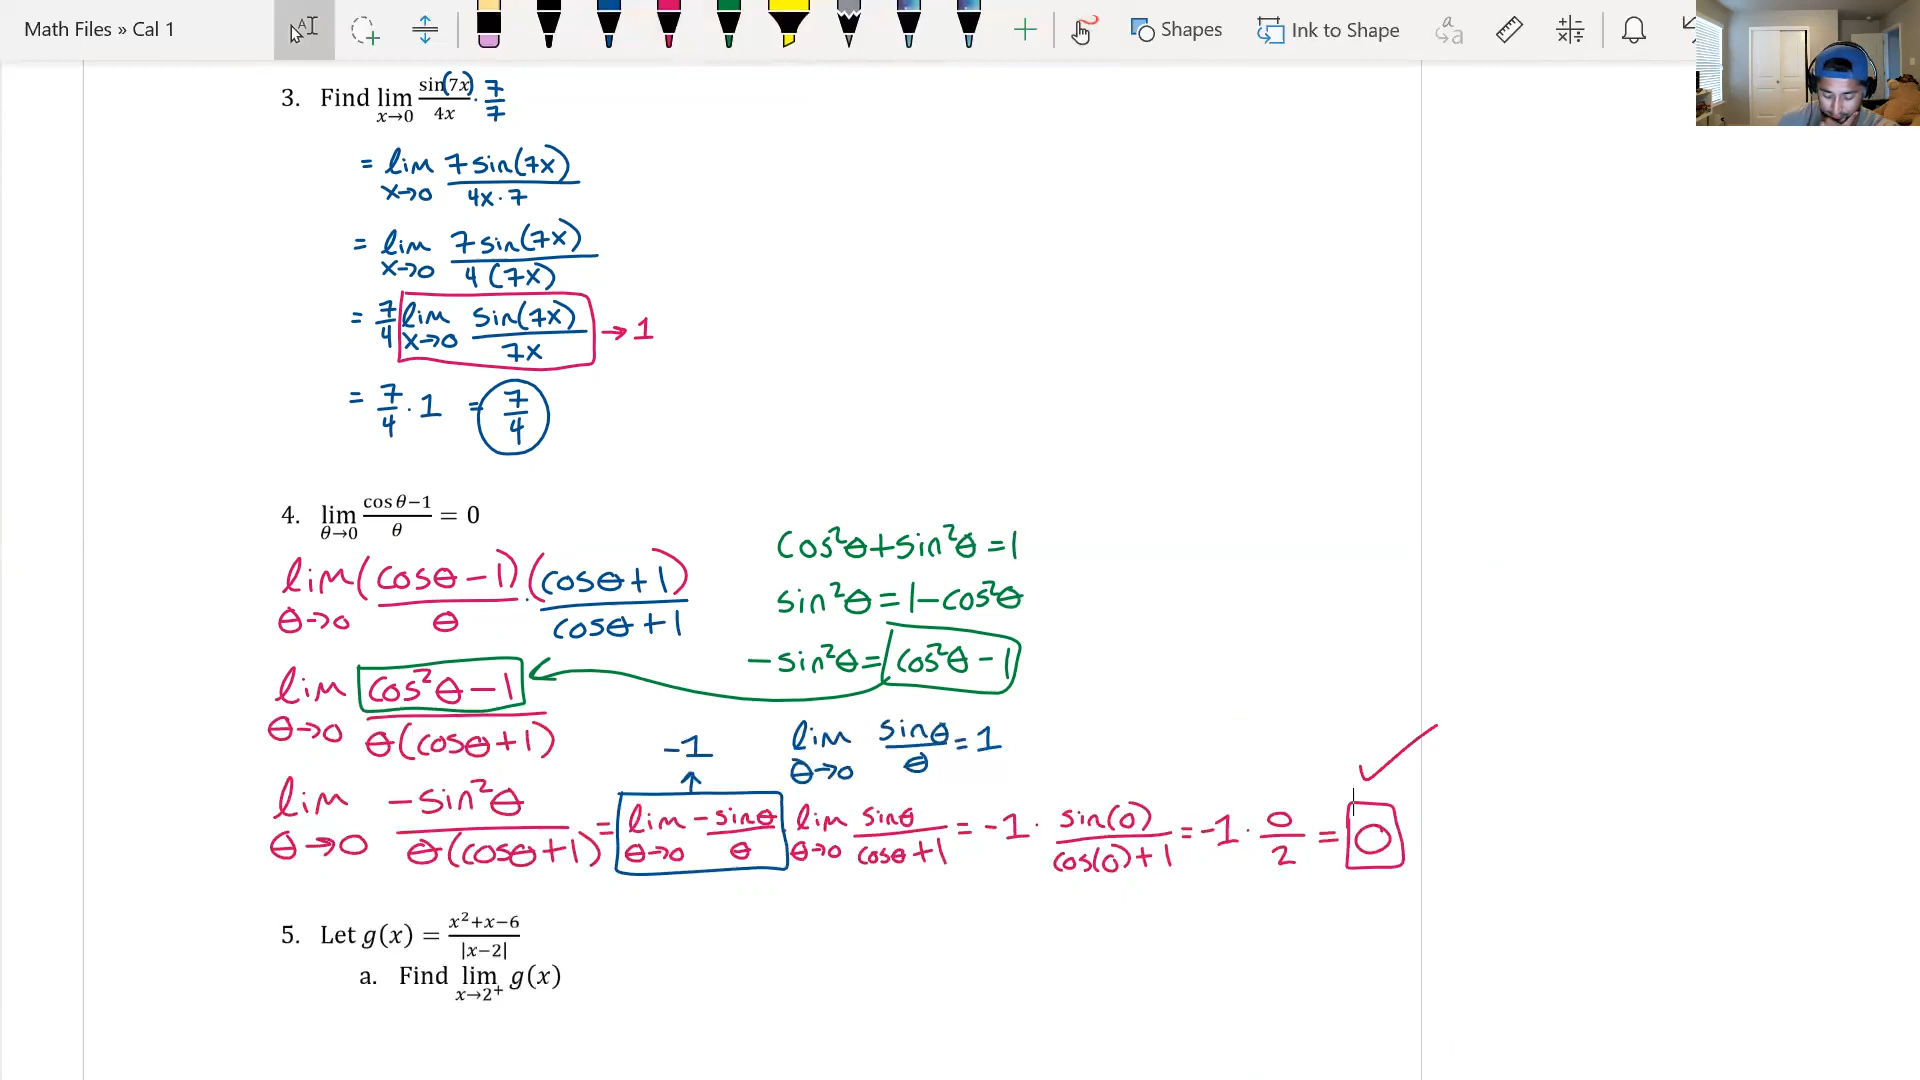 Math Files » Cal 1
Shapes
Ink to Shape
3. Find lim x→0 sin(7x)/4x · 7/7
= lim x→0 7sin(7x)/4x·7
= lim x→0 7sin(7x)/4(7x)
= 7/4 lim x→0 sin(7x)/7x → 1
= 7/4 · 1 = 7/4
4. lim θ→0 cos θ−1/θ = 0
lim θ→0 (cosθ−1)/θ · (cosθ+1)/cosθ+1
cos²θ+sin²θ=1
sin²θ=1−cos²θ
−sin²θ=cos²θ−1
lim θ→0 cos²θ−1/θ(cosθ+1)
−1
lim θ→0 sinθ/θ = 1
lim θ→0 −sin²θ/θ(cosθ+1) = lim θ→0 −sinθ/θ · lim θ→0 sinθ/cosθ+1 = −1 · sin(0)/cos(0)+1 = −1 · 0/2 = 0
5. Let g(x) = x²+x−6/|x−2|
a. Find lim x→2⁺ g(x)